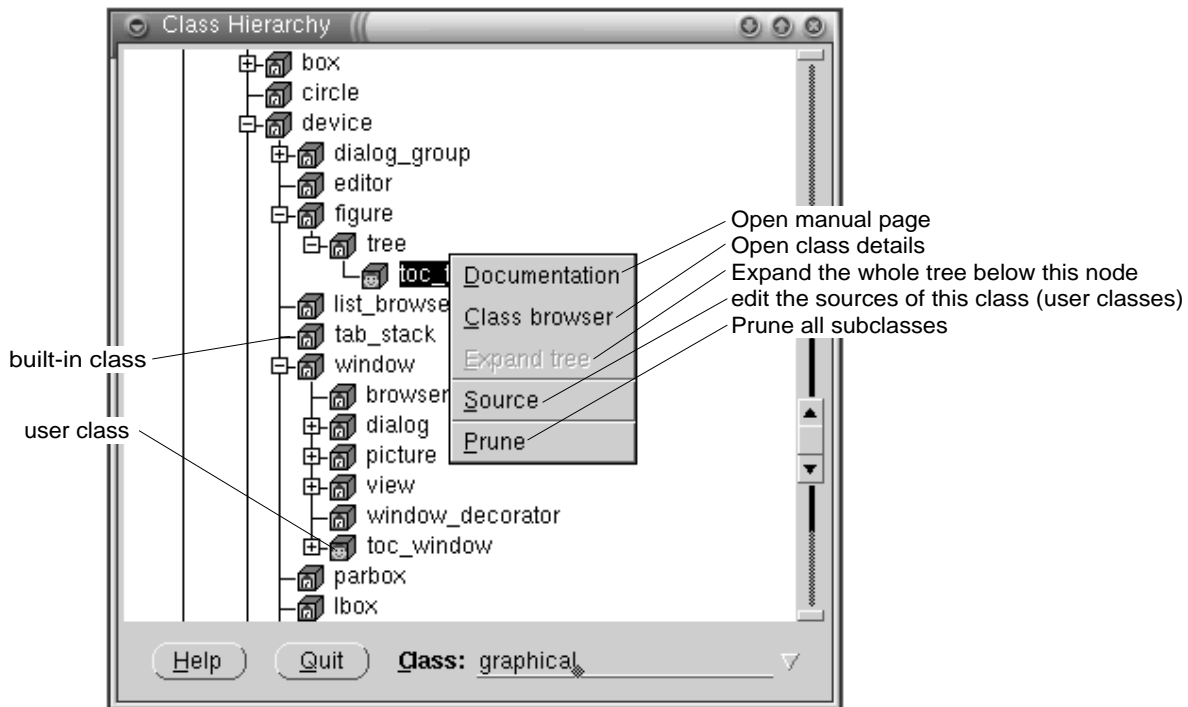 Class Hierarchy
box
circle
device
dialog_group
editor
figure
tree
toc_
list_browse
tab_stack
window
browser
dialog
picture
view
window_decorator
toc_window
parbox
lbox
Documentation
Class browser
Expand tree
Source
Prune
Open manual page
Open class details
Expand the whole tree below this node
edit the sources of this class (user classes)
Prune all subclasses
built-in class
user class
Help
Quit
Class: graphical